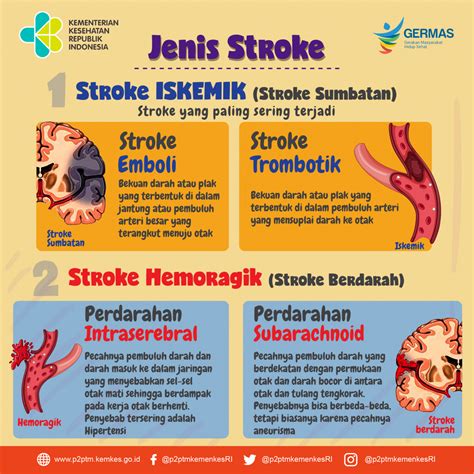 KEMENTERIAN
KESEHATAN
REPUBLIK
INDONESIA
GERMAS
Gerakan Masyarakat
Hidup Sehat
Jenis Stroke
1 Stroke ISKEMIK (Stroke Sumbatan)
Stroke yang paling sering terjadi
Stroke
Emboli
Bekuan darah atau plak
yang terbentuk di dalam
jantung atau pembuluh
arteri besar yang
terangkut menuju otak
Stroke
Sumbatan
Stroke
Trombotik
Bekuan darah atau plak yang
terbentuk di dalam pembuluh arteri
yang mensuplai darah ke otak
Iskemik
2 Stroke Hemoragik (Stroke Berdarah)
Perdarahan
Intraserebral
Pecahnya pembuluh darah dan
darah masuk ke dalam jaringan
yang menyebabkan sel-sel
otak mati sehingga berdampak
pada kerja otak berhenti.
Penyebab tersering adalah
Hipertensi
Hemoragik
Perdarahan
Subarachnoid
Pecahnya pembuluh darah yang
berdekatan dengan permukaan
otak dan darah bocor di antara
otak dan tulang tengkorak.
Penyebabnya bisa berbeda-beda,
tetapi biasanya karena pecahnya
aneurisma
Stroke
berdarah
www.p2ptm.kemkes.go.id
@p2ptmkemenkesRI
@p2ptmkemenkesRI
@p2ptmkemenkesRI